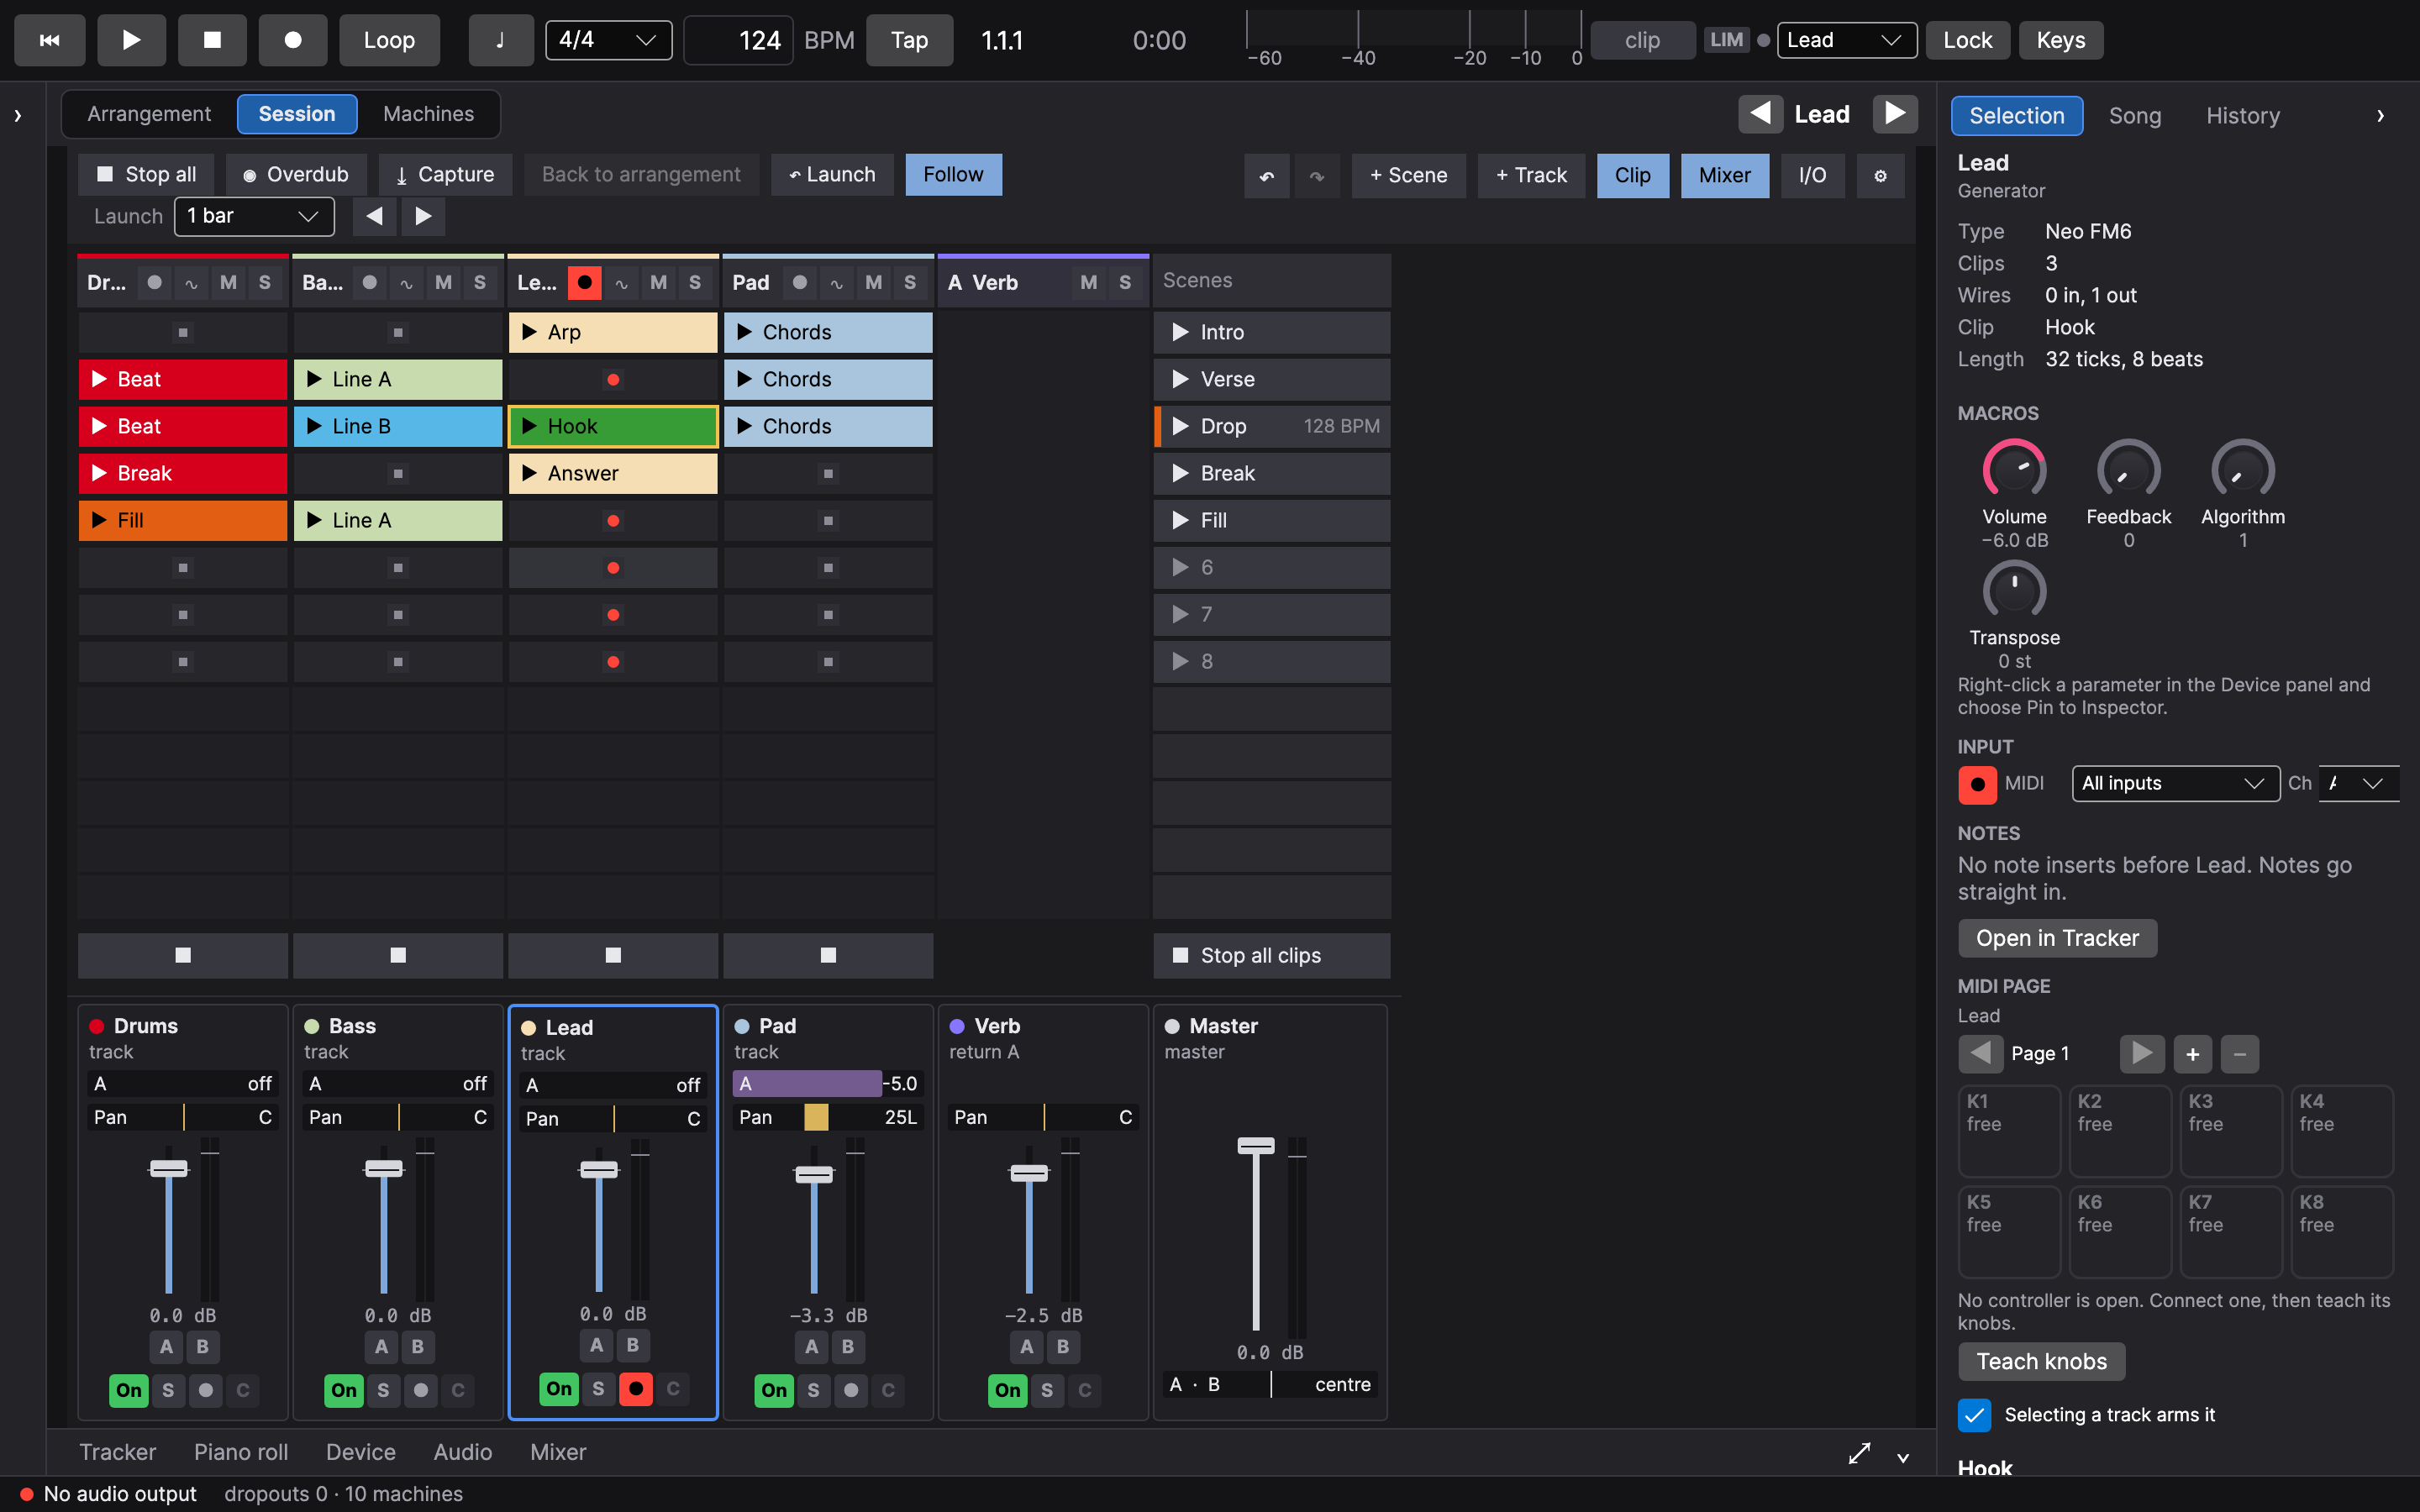 Loop
4/4
124 BPM
Tap
1.1.1
0:00
−60 −40 −20 −10 0
clip
LIM
Lead
Lock
Keys
Arrangement
Session
Machines
Lead
Selection
Song
History
Stop all
Overdub
Capture
Back to arrangement
Launch
Follow
+ Scene
+ Track
Clip
Mixer
I/O
Launch 1 bar
Dr... M S
Ba... M S
Le... M S
Pad M S
A Verb M S
Scenes
Arp Chords Intro
Beat Line A Chords Verse
Beat Line B Hook Chords Drop 128 BPM
Break Answer Break
Fill Line A Fill
6
7
8
Stop all clips
Drums
track
A off
Pan C
0.0 dB
A B
On S C
Bass
track
A off
Pan C
0.0 dB
A B
On S C
Lead
track
A off
Pan C
0.0 dB
A B
On S C
Pad
track
A -5.0
Pan 25L
−3.3 dB
A B
On S C
Verb
return A
Pan C
−2.5 dB
A B
On S C
Master
master
0.0 dB
A · B centre
Lead
Generator
Type Neo FM6
Clips 3
Wires 0 in, 1 out
Clip Hook
Length 32 ticks, 8 beats
MACROS
Volume Feedback Algorithm
−6.0 dB 0 1
Transpose
0 st
Right-click a parameter in the Device panel and
choose Pin to Inspector.
INPUT
MIDI All inputs Ch
NOTES
No note inserts before Lead. Notes go
straight in.
Open in Tracker
MIDI PAGE
Lead
Page 1 + −
K1 K2 K3 K4
free free free free
K5 K6 K7 K8
free free free free
No controller is open. Connect one, then teach its
knobs.
Teach knobs
Selecting a track arms it
Hook
Tracker
Piano roll
Device
Audio
Mixer
No audio output
dropouts 0 · 10 machines